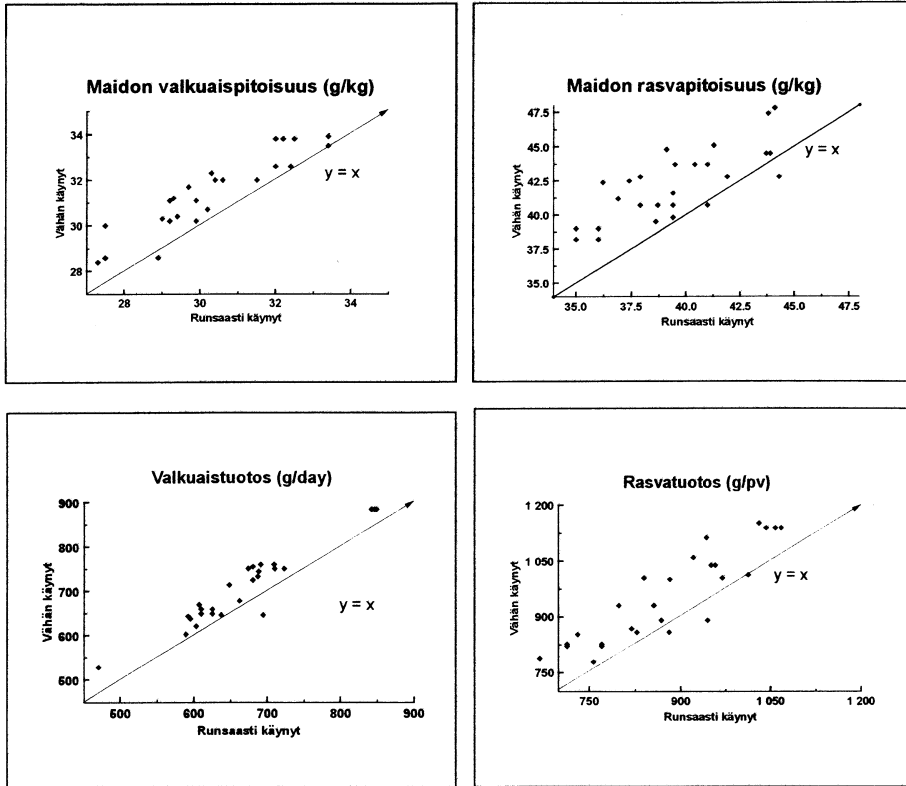 Maidon valkuaispitoisuus (g/kg)
Vähän käynyt
34
32
30
28
y = x
28
30
32
34
Runsaasti käynyt
Maidon rasvapitoisuus (g/kg)
Vähän käynyt
47.5
45.0
42.5
40.0
37.5
35.0
y = x
35.0
37.5
40.0
42.5
45.0
47.5
Runsaasti käynyt
Valkuaistuotos (g/day)
Vähän käynyt
900
800
700
600
500
y = x
500
600
700
800
900
Runsaasti käynyt
Rasvatuotos (g/pv)
Vähän käynyt
1 200
1 050
900
750
y = x
750
900
1 050
1 200
Runsaasti käynyt